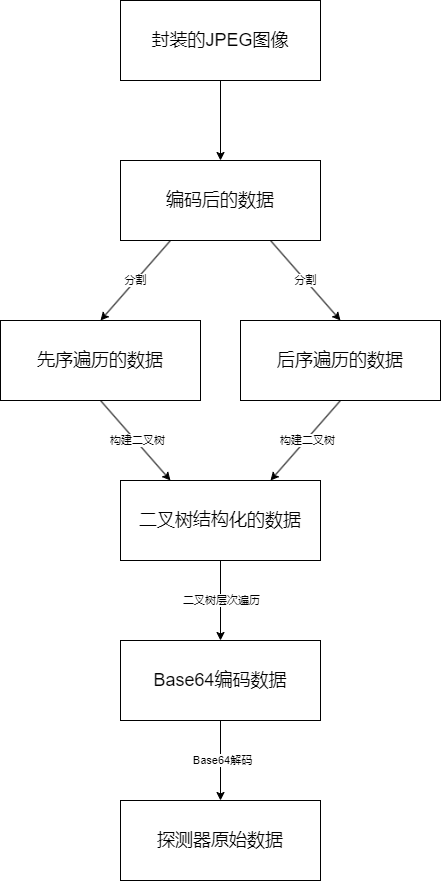 封装的JPEG图像
编码后的数据
分割
分割
先序遍历的数据
后序遍历的数据
构建二叉树
构建二叉树
二叉树结构化的数据
二叉树层次遍历
Base64编码数据
Base64解码
探测器原始数据